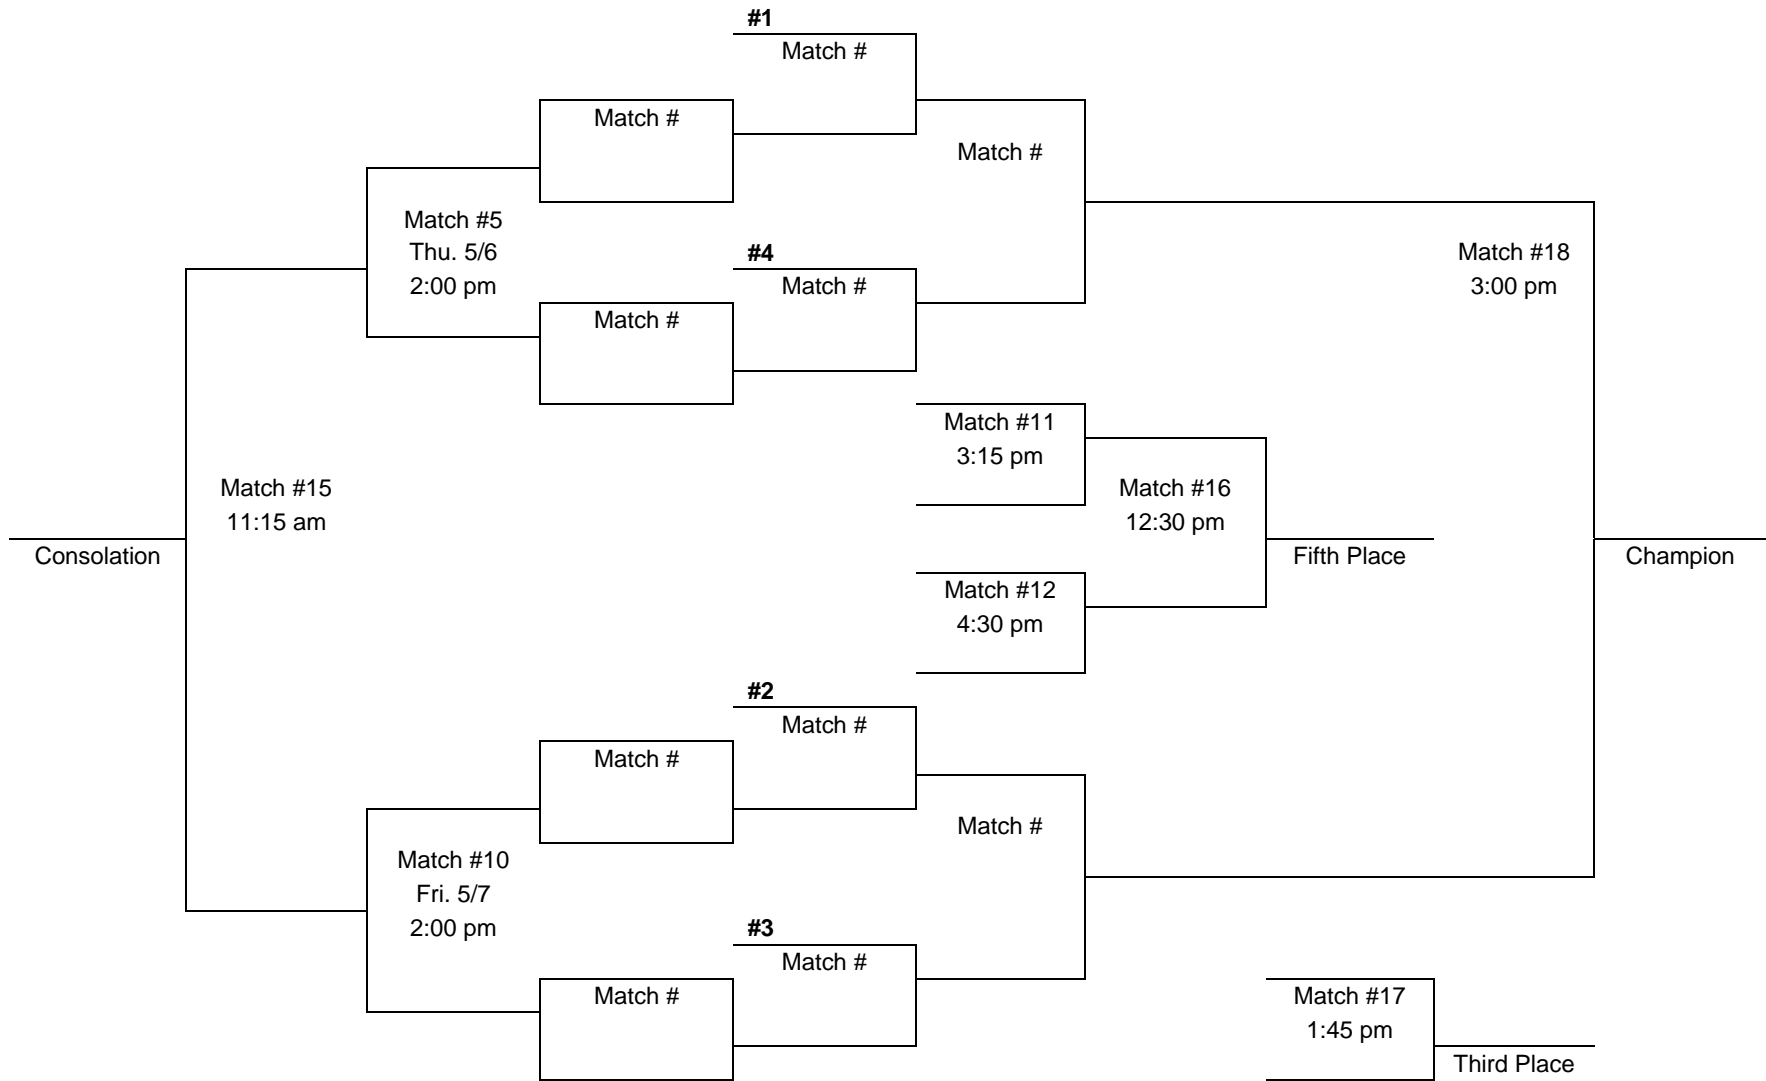 #1
Match #
Match #
Match #
Match #5
Thu. 5/6
2:00 pm
#4
Match #
Match #18
3:00 pm
Match #
Match #11
3:15 pm
Match #15
11:15 am
Match #16
12:30 pm
Consolation
Fifth Place
Champion
Match #12
4:30 pm
#2
Match #
Match #
Match #
Match #10
Fri. 5/7
2:00 pm
#3
Match #
Match #
Match #17
1:45 pm
Third Place